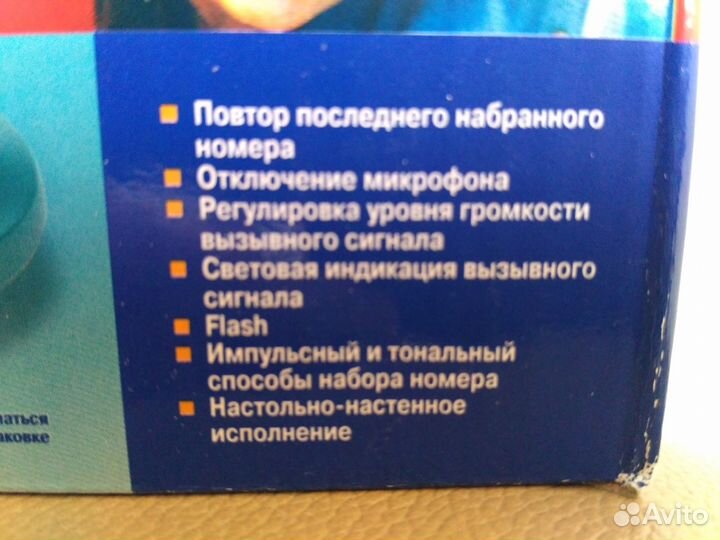 Повтор последнего набранного
номера
Отключение микрофона
Регулировка уровня громкости
вызывного сигнала
Световая индикация вызывного
сигнала
Flash
Импульсный и тональный
способы набора номера
Настольно-настенное
исполнение
Avito